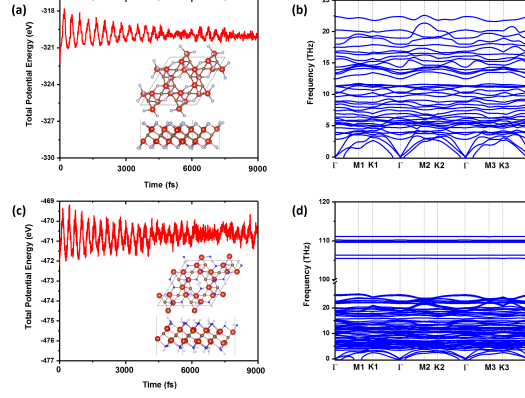 (a)
Total Potential Energy (eV)
-318
-321
-324
-327
-330
0
3000
6000
9000
Time (fs)
(b)
Frequency (THz)
25
20
15
10
5
0
Γ M1 K1 Γ M2 K2 Γ M3 K3
(c)
Total Potential Energy (eV)
-469
-470
-471
-472
-473
-474
-475
-476
-477
0
3000
6000
9000
Time (fs)
(d)
Frequency (THz)
120
110
100
20
10
0
Γ M1 K1 Γ M2 K2 Γ M3 K3